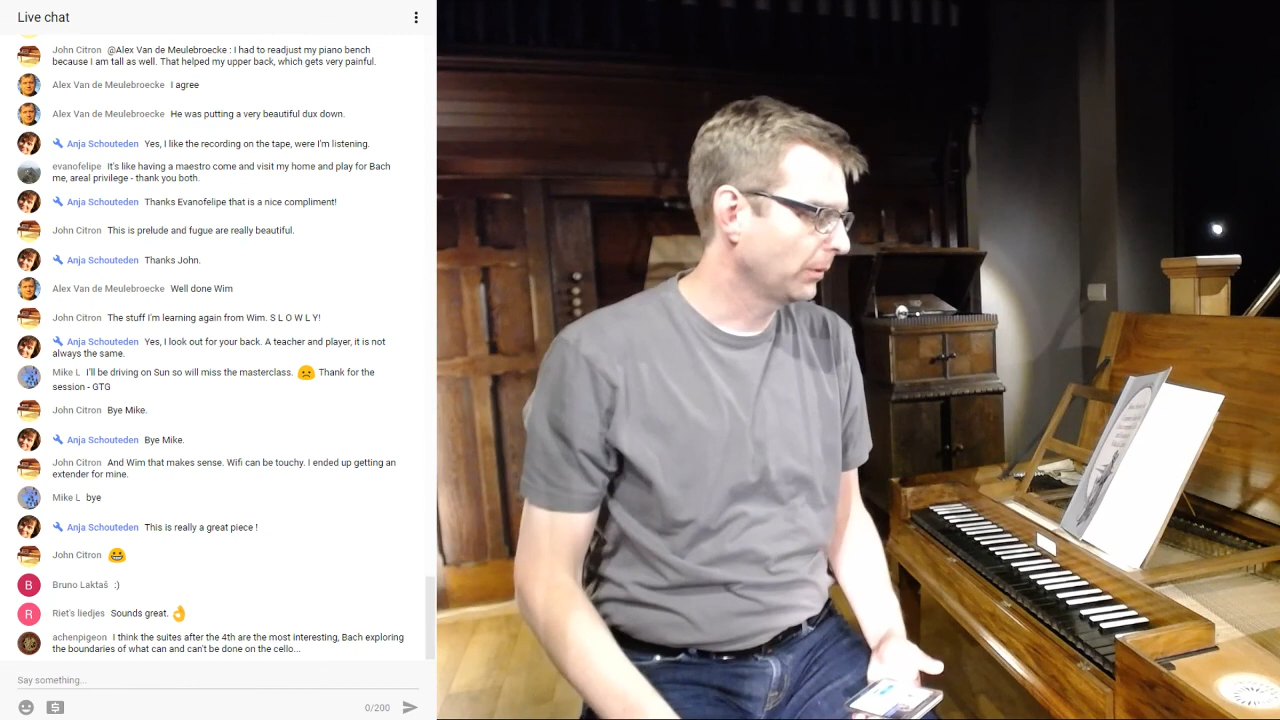 Live chat
John Citron @Alex Van de Meulebroecke : I had to readjust my piano bench
because I am tall as well. That helped my upper back, which gets very painful.
Alex Van de Meulebroecke I agree
Alex Van de Meulebroecke He was putting a very beautiful dux down.
Anja Schouteden Yes, I like the recording on the tape, were I'm listening.
evanofelipe It's like having a maestro come and visit my home and play for Bach
me, areal privilege - thank you both.
Anja Schouteden Thanks Evanofelipe that is a nice compliment!
John Citron This is prelude and fugue are really beautiful.
Anja Schouteden Thanks John.
Alex Van de Meulebroecke Well done Wim
John Citron The stuff I'm learning again from Wim. S L O W L Y!
Anja Schouteden Yes, I look out for your back. A teacher and player, it is not
always the same.
Mike L I'll be driving on Sun so will miss the masterclass. ☹️ Thank for the
session - GTG
John Citron Bye Mike.
Anja Schouteden Bye Mike.
John Citron And Wim that makes sense. Wifi can be touchy. I ended up getting an
extender for mine.
Mike L bye
Anja Schouteden This is really a great piece !
John Citron 😀
B Bruno Laktaš :)
R Riet's liedjes Sounds great. 👌
achenpigeon I think the suites after the 4th are the most interesting, Bach exploring
the boundaries of what can and can't be done on the cello...
Say something...
0/200